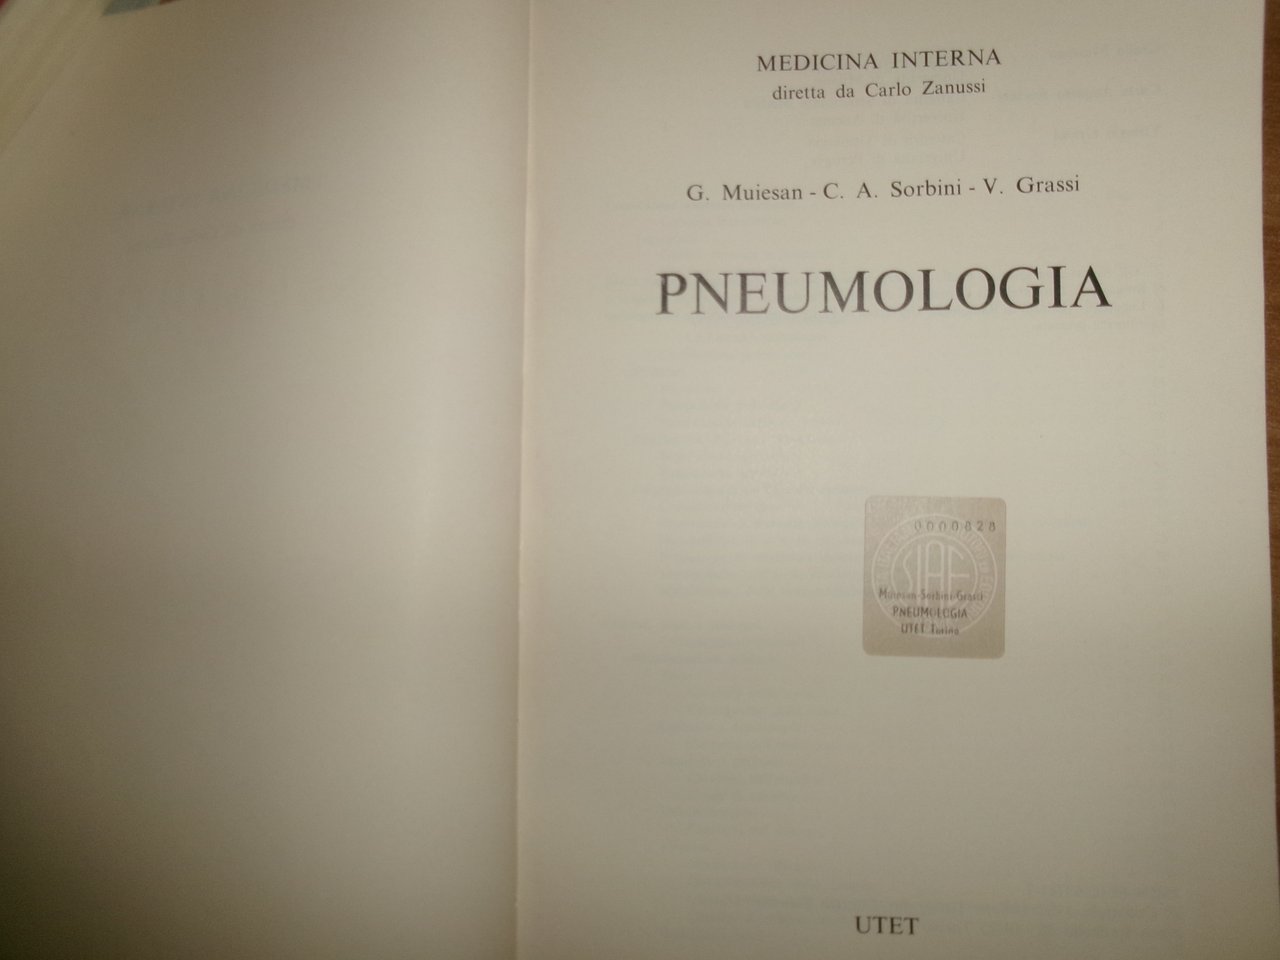 MEDICINA INTERNA
diretta da Carlo Zanussi
G. Muiesan - C. A. Sorbini - V. Grassi
PNEUMOLOGIA
0000828
SIAE
Muiesan-Sorbini-Grassi
PNEUMOLOGIA
UTET Torino
UTET